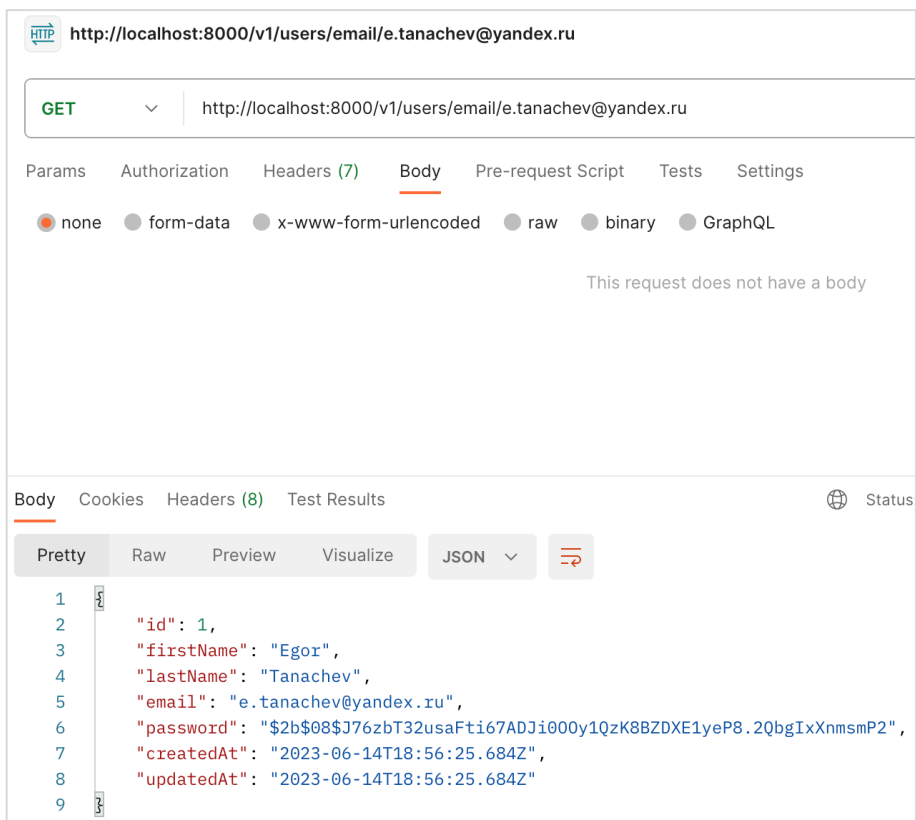 HTTP http://localhost:8000/v1/users/email/e.tanachev@yandex.ru
GET http://localhost:8000/v1/users/email/e.tanachev@yandex.ru
Params Authorization Headers (7) Body Pre-request Script Tests Settings
none form-data x-www-form-urlencoded raw binary GraphQL
This request does not have a body
Body Cookies Headers (8) Test Results Status
Pretty Raw Preview Visualize JSON
1 {
2 "id": 1,
3 "firstName": "Egor",
4 "lastName": "Tanachev",
5 "email": "e.tanachev@yandex.ru",
6 "password": "$2b$08$J76zbT32usaFti67ADJi0OOy1QzK8BZDXE1yeP8.2QbgIxXnmsmP2",
7 "createdAt": "2023-06-14T18:56:25.684Z",
8 "updatedAt": "2023-06-14T18:56:25.684Z"
9 }